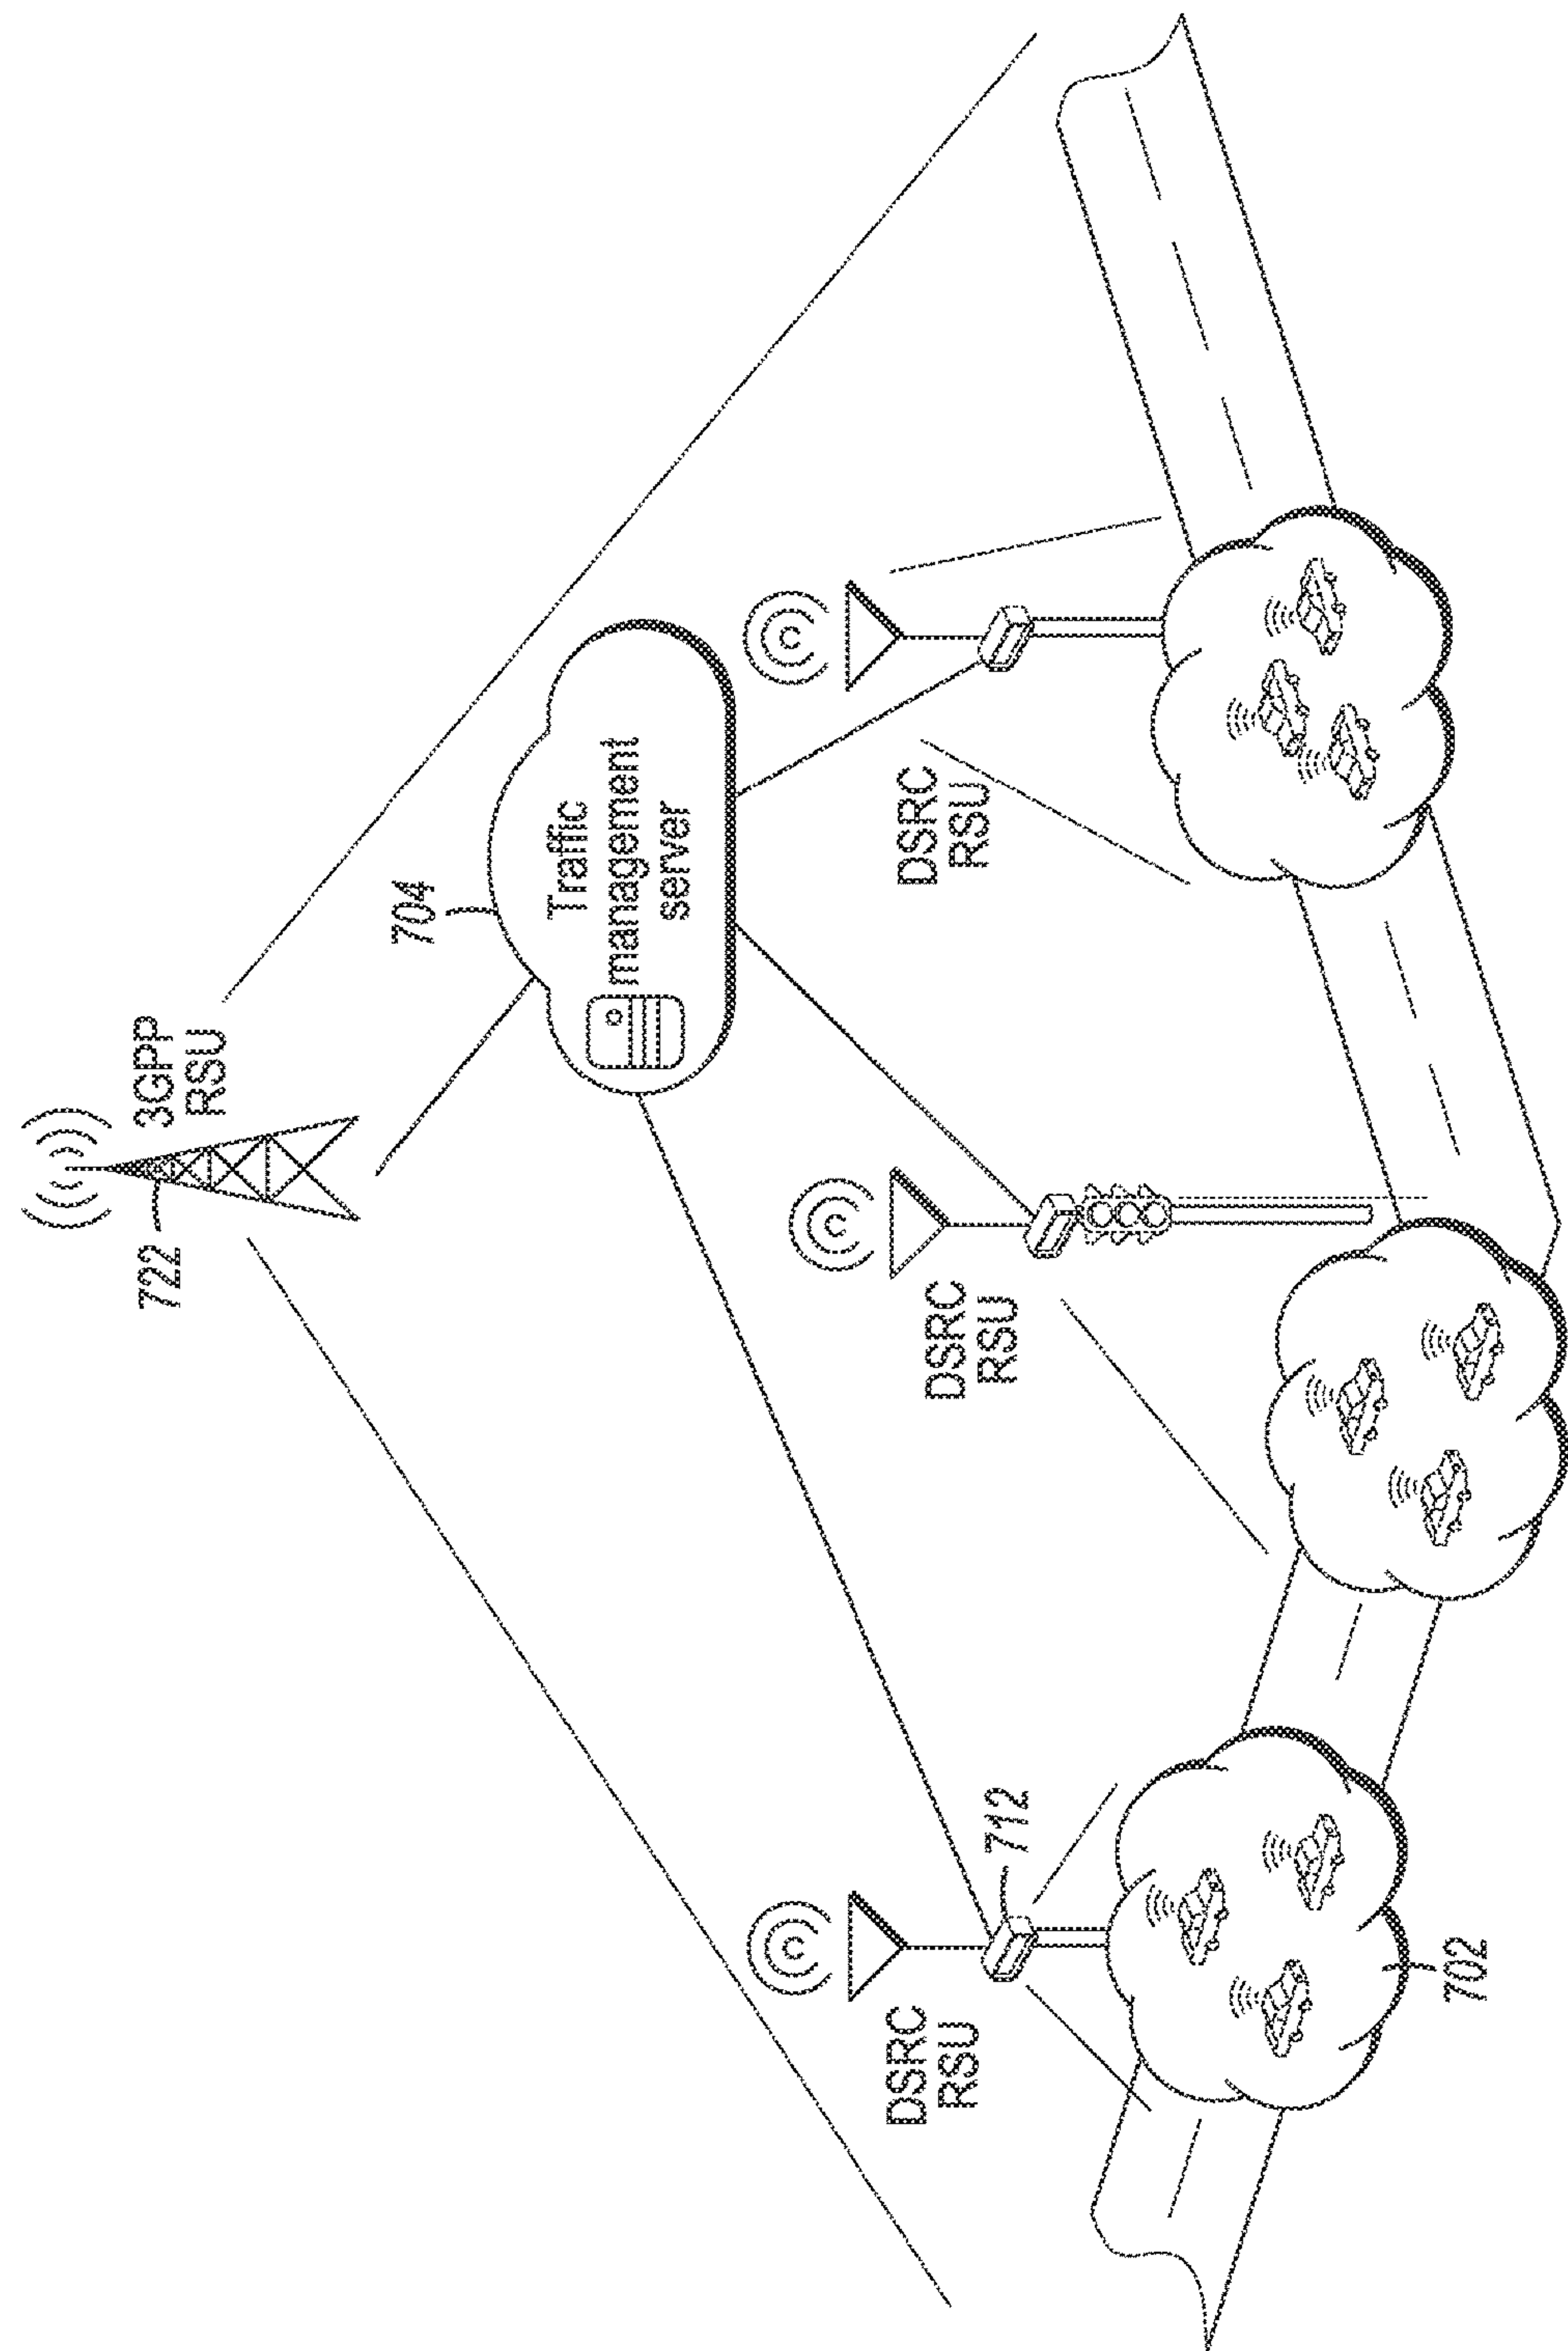 722
3GPP
RSU
704
Traffic
management
server
DSRC
RSU
712
DSRC
RSU
DSRC
RSU
702